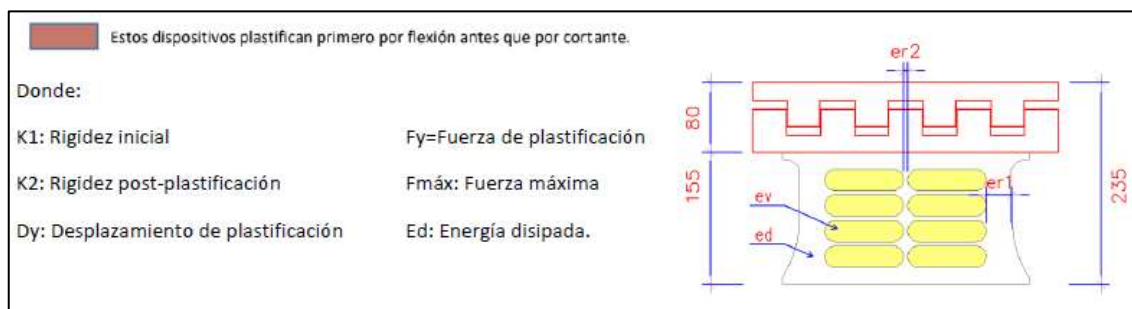 Estos dispositivos plastifican primero por flexión antes que por cortante.
Donde:
K1: Rigidez inicial
Fy=Fuerza de plastificación
K2: Rigidez post-plastificación
Fmáx: Fuerza máxima
Dy: Desplazamiento de plastificación
Ed: Energía disipada.
er2
80
155
er1
ev
ed
235